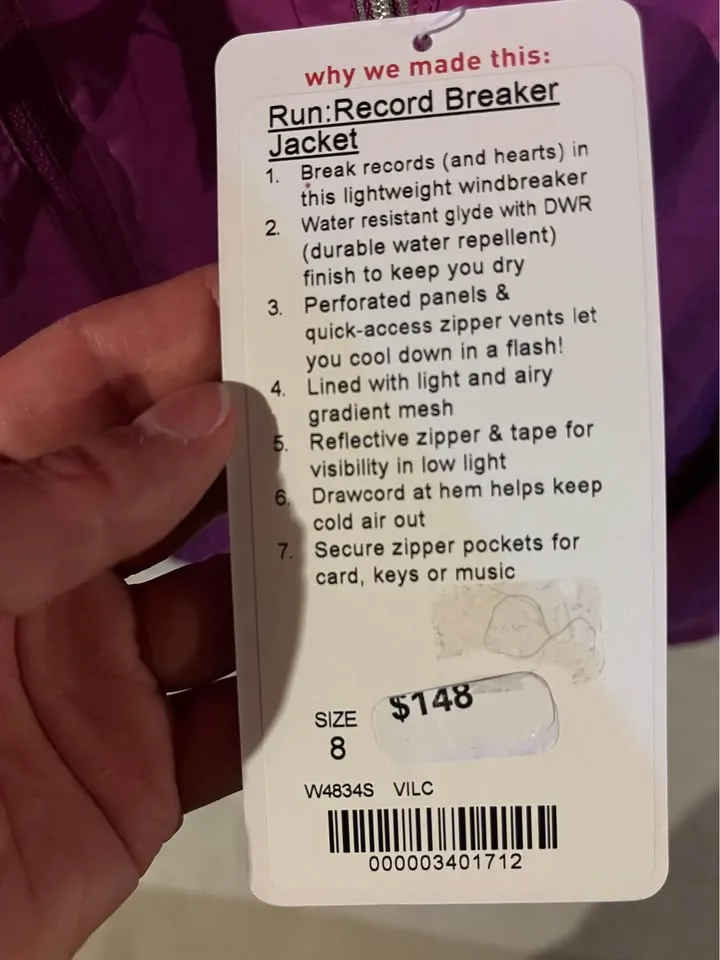 why we made this:
Run:Record Breaker
Jacket
1. Break records (and hearts) in
this lightweight windbreaker
2. Water resistant glyde with DWR
(durable water repellent)
finish to keep you dry
3. Perforated panels &
quick-access zipper vents let
you cool down in a flash!
4. Lined with light and airy
gradient mesh
5. Reflective zipper & tape for
visibility in low light
6. Drawcord at hem helps keep
cold air out
7. Secure zipper pockets for
card, keys or music
$148
SIZE
8
W4834S VILC
000003401712